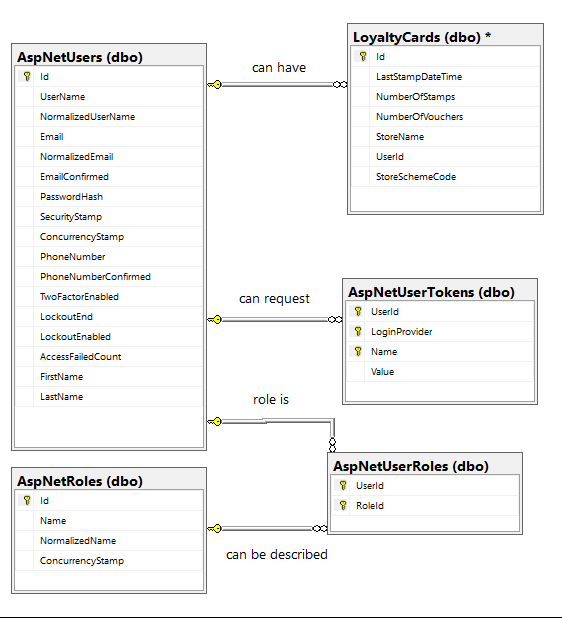 AspNetUsers (dbo)
Id
UserName
NormalizedUserName
Email
NormalizedEmail
EmailConfirmed
PasswordHash
SecurityStamp
ConcurrencyStamp
PhoneNumber
PhoneNumberConfirmed
TwoFactorEnabled
LockoutEnd
LockoutEnabled
AccessFailedCount
FirstName
LastName
can have
LoyaltyCards (dbo) *
Id
LastStampDateTime
NumberOfStamps
NumberOfVouchers
StoreName
UserId
StoreSchemeCode
can request
AspNetUserTokens (dbo)
UserId
LoginProvider
Name
Value
role is
AspNetUserRoles (dbo)
UserId
RoleId
AspNetRoles (dbo)
Id
Name
NormalizedName
ConcurrencyStamp
can be described